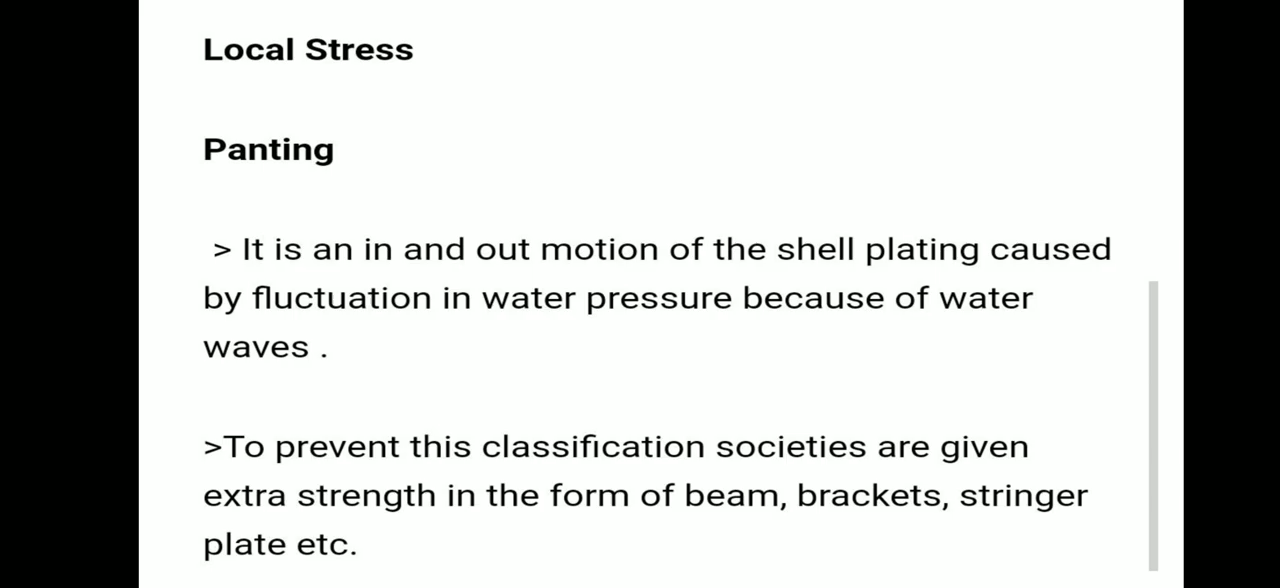 Local Stress
Panting
> It is an in and out motion of the shell plating caused
by fluctuation in water pressure because of water
waves .
>To prevent this classification societies are given
extra strength in the form of beam, brackets, stringer
plate etc.